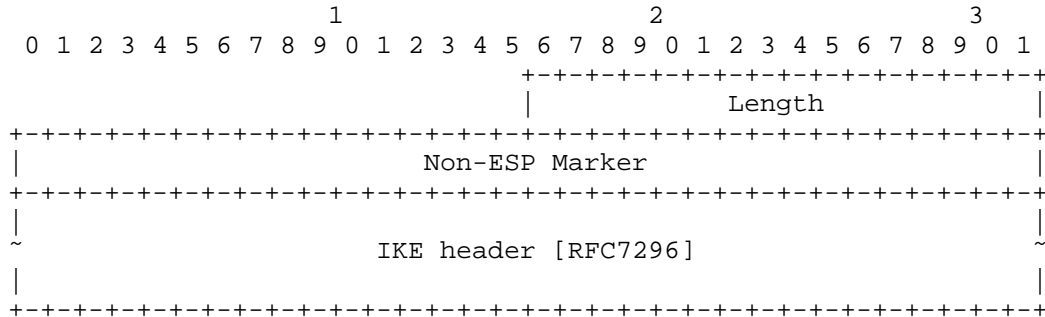 1                   2                   3
 0 1 2 3 4 5 6 7 8 9 0 1 2 3 4 5 6 7 8 9 0 1 2 3 4 5 6 7 8 9 0 1
                                +-+-+-+-+-+-+-+-+-+-+-+-+-+-+-+-+
                                |            Length             |
+-+-+-+-+-+-+-+-+-+-+-+-+-+-+-+-+-+-+-+-+-+-+-+-+-+-+-+-+-+-+-+-+
|                         Non-ESP Marker                        |
+-+-+-+-+-+-+-+-+-+-+-+-+-+-+-+-+-+-+-+-+-+-+-+-+-+-+-+-+-+-+-+-+
|                                                               |
~                      IKE header [RFC7296]                     ~
|                                                               |
+-+-+-+-+-+-+-+-+-+-+-+-+-+-+-+-+-+-+-+-+-+-+-+-+-+-+-+-+-+-+-+-+